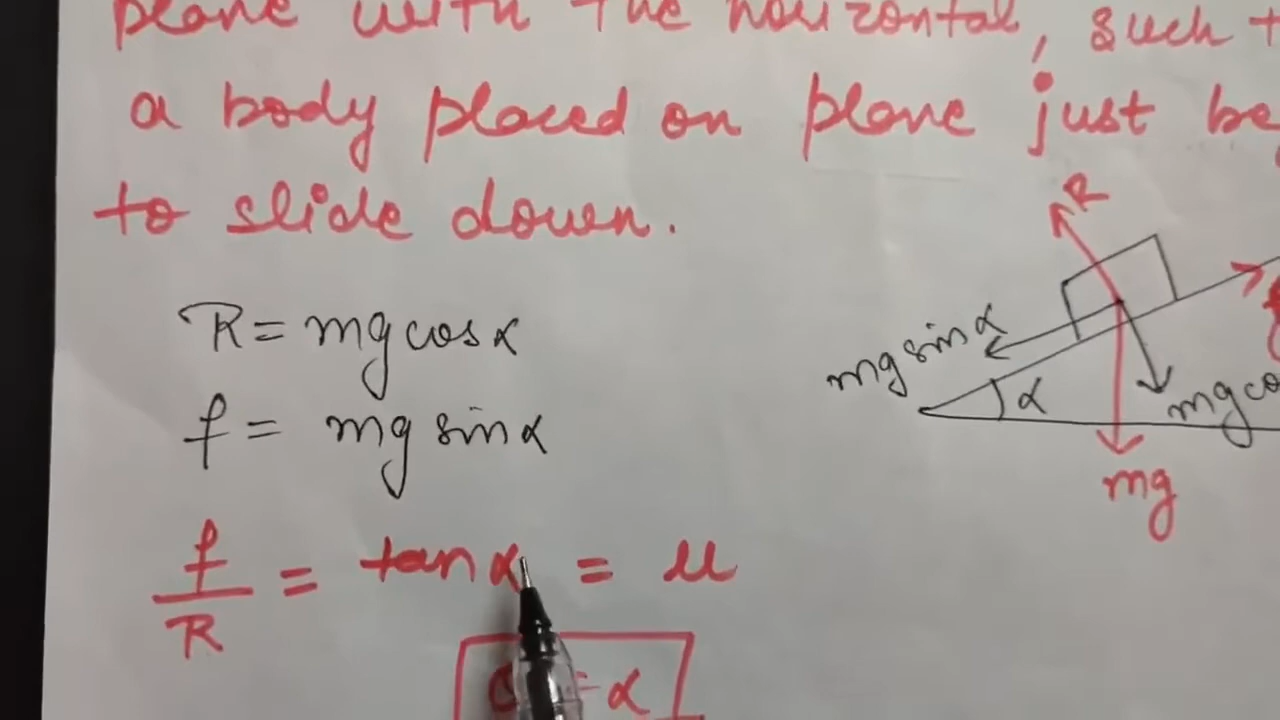 plane with the horizontal, such
a body placed on plane just
to slide down.
R = mg cos α
f = mg sin α
f/R = tan α = μ
= α
R
mg sin α
α
mg